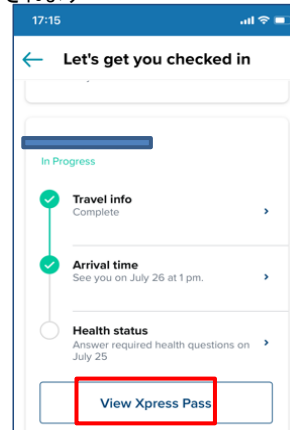 17:15
Let's get you checked in
In Progress
Travel info
Complete
Arrival time
See you on July 26 at 1 pm.
Health status
Answer required health questions on
July 25
View Xpress Pass